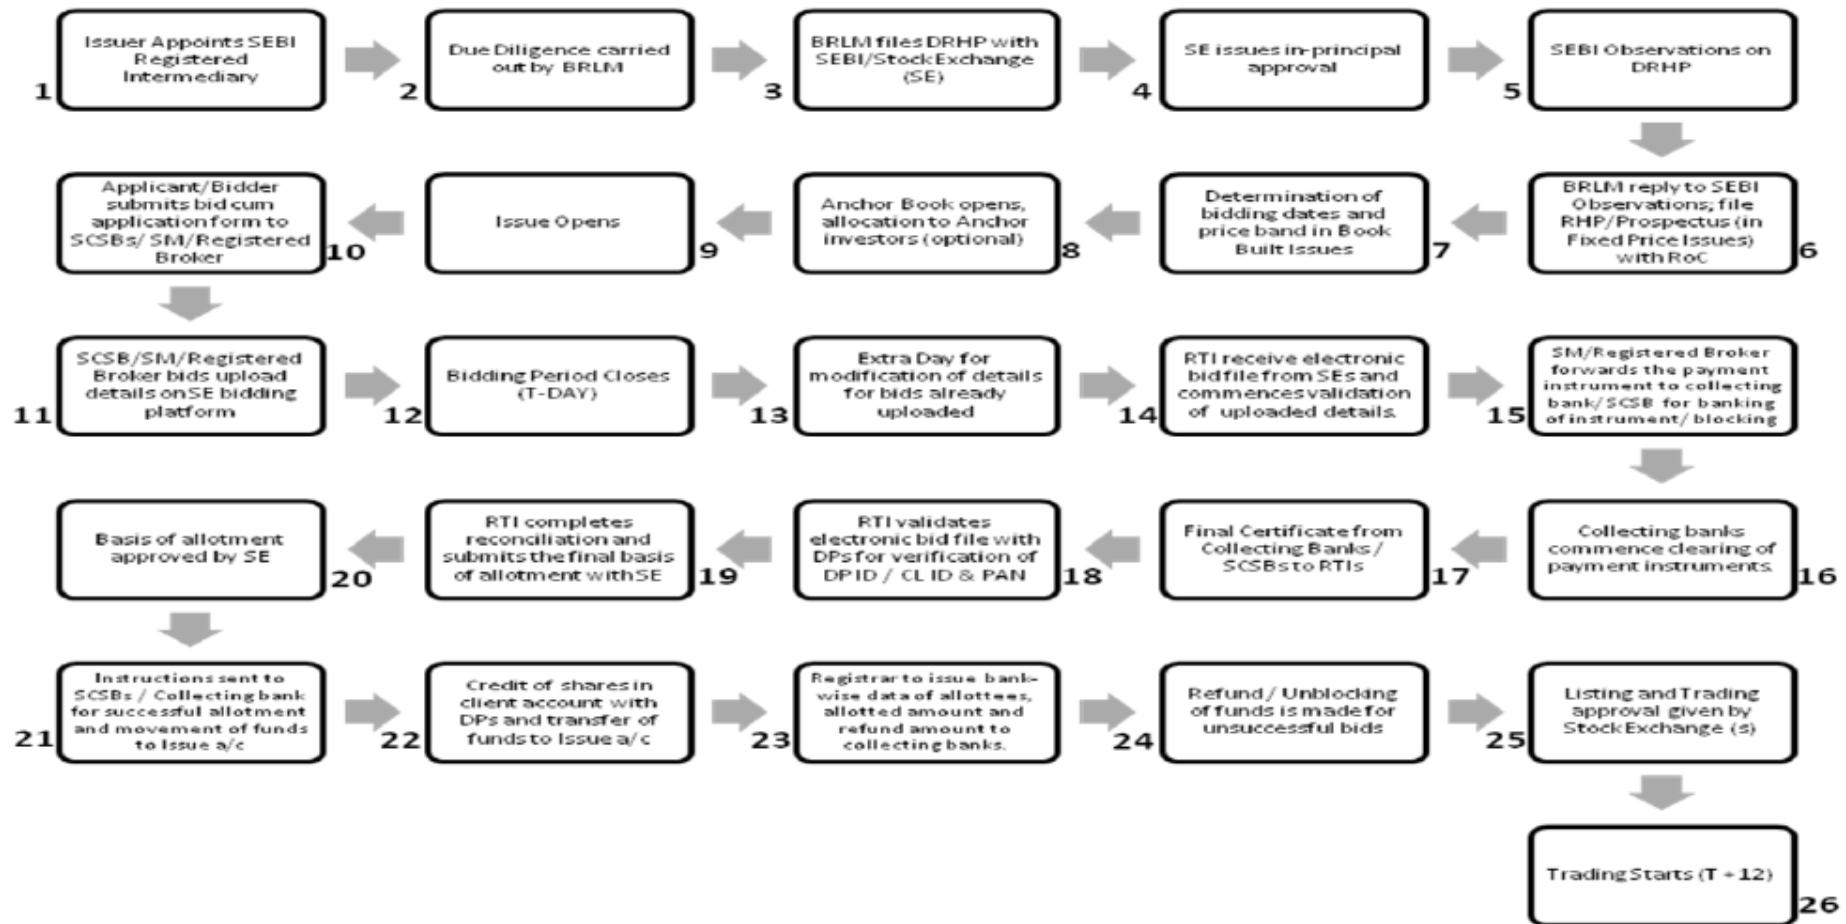 Issuer Appoints SEBI
Registered
Intermediary
1
Due Diligence carried
out by BRLM
2
BRLM files DRHP with
SEBI/Stock Exchange
(SE)
3
SE issues in-principal
approval
4
SEBI Observations on
DRHP
5
BRLM reply to SEBI
Observations; file
RHP/Prospectus (in
Fixed Price Issues)
with RoC
6
Determination of
bidding dates and
price band in Book
Built Issues
7
Anchor Book opens,
allocation to Anchor
investors (optional)
8
Issue Opens
9
Applicant/Bidder
submits bid cum
application form to
SCSBs/ SM/Registered
Broker
10
SCSB/SM/Registered
Broker bids upload
details on SE bidding
platform
11
Bidding Period Closes
(T-DAY)
12
Extra Day for
modification of details
for bids already
uploaded
13
RTI receive electronic
bid file from SEs and
commences validation
of uploaded details.
14
SM/Registered Broker
forwards the payment
instrument to collecting
bank/SCSB for banking
of instrument/ blocking
15
Collecting banks
commence clearing of
payment instruments.
16
Final Certificate from
Collecting Banks /
SCSBs to RTIs
17
RTI validates
electronic bid file with
DPs for verification of
DP ID / CL ID & PAN
18
RTI completes
reconciliation and
submits the final basis
of allotment with SE
19
Basis of allotment
approved by SE
20
Instructions sent to
SCSBs / Collecting bank
for successful allotment
and movement of funds
to Issue a/c
21
Credit of shares in
client account with
DPs and transfer of
funds to Issue a/c
22
Registrar to issue bank-
wise data of allottees,
allotted amount and
refund amount to
collecting banks.
23
Refund / Unblocking
of funds is made for
unsuccessful bids
24
Listing and Trading
approval given by
Stock Exchange (s)
25
Trading Starts (T + 12)
26